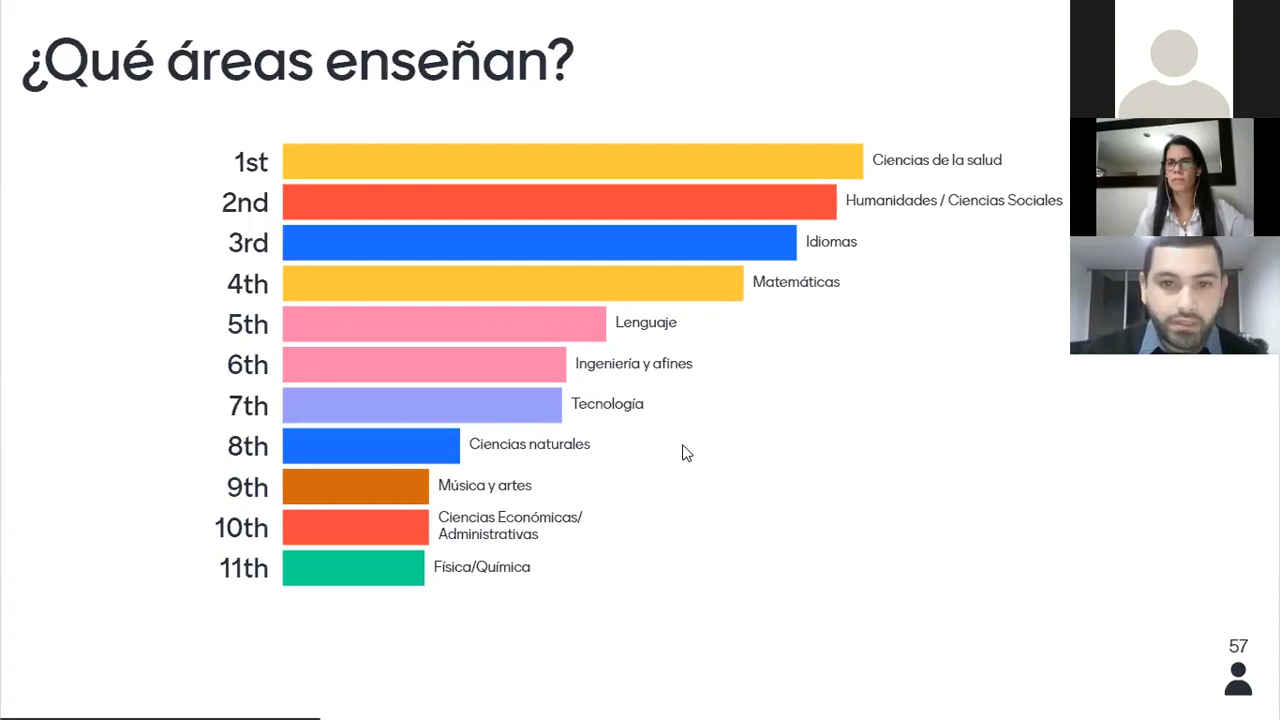 ¿Qué áreas enseñan?
1st Ciencias de la salud
2nd Humanidades / Ciencias Sociales
3rd Idiomas
4th Matemáticas
5th Lenguaje
6th Ingeniería y afines
7th Tecnología
8th Ciencias naturales
9th Música y artes
10th Ciencias Económicas/
Administrativas
11th Física/Química
57